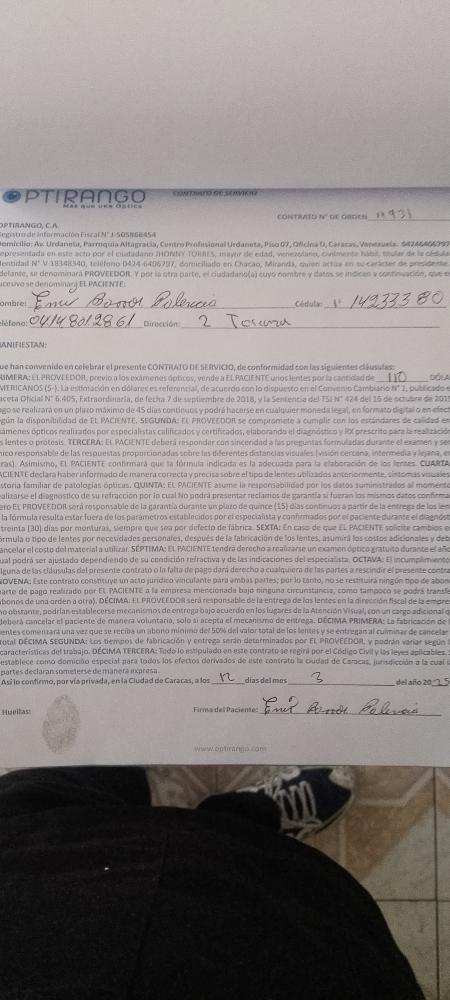 OPTIRANGO
Más que una Óptica
CONTRATO DE SERVICIO
CONTRATO N° DE ORDEN
OPTIRANGO, C.A.
Registro de Información Fiscal N° J-505868454
Domicilio: Av. Urdaneta, Parroquia Altagracia, Centro Profesional Urdaneta, Piso 07, Oficina D, Caracas, Venezuela. 0424640679
representada en este acto por el ciudadano JHONNY TORRES, mayor de edad, venezolano, civilmente hábil, titular de la cédula
identidad N° V-18348340, teléfono 0424-6406797, domiciliado en Chacao, Miranda, quien actúa en su carácter de presidente
delante, se denominará PROVEEDOR. Y por la otra parte, el ciudadano(a) cuyo nombre y datos se indican a continuación, que en
sucesivo se denominará EL PACIENTE:
ombre: Cédula:
eléfono: 04148012861 Dirección: 2
MANIFIESTAN:
ue han convenido en celebrar el presente CONTRATO DE SERVICIO, de conformidad con las siguientes cláusulas:
RIMERA: EL PROVEEDOR, previo a los exámenes ópticos, vende a EL PACIENTE unos lentes por la cantidad de 110 DÓLA
MERICANOS ($-). La estimación en dólares es referencial, de acuerdo con lo dispuesto en el Convenio Cambiario N° 1, publicado e
aceta Oficial N° 6.405, Extraordinaria, de fecha 7 de septiembre de 2018, y la Sentencia del TSJ N° 424 del 16 de octubre de 2019
ago se realizará en un plazo máximo de 45 días continuos y podrá hacerse en cualquier moneda legal, en formato digital o en efect
egún la disponibilidad de EL PACIENTE. SEGUNDA: EL PROVEEDOR se compromete a cumplir con los estándares de calidad en
xámenes ópticos realizados por especialistas calificados y certificados, elaborando el diagnóstico y RX prescrito para la realización
s lentes o prótesis. TERCERA: EL PACIENTE deberá responder con sinceridad a las preguntas formuladas durante el examen y ser
nico responsable de las respuestas proporcionadas sobre las diferentes distancias visuales (visión cercana, intermedia y lejana, en
ras). Asimismo, EL PACIENTE confirmará que la fórmula indicada es la adecuada para la elaboración de los lentes. CUARTA
ACIENTE declara haber informado de manera correcta y precisa sobre el tipo de lentes utilizados anteriormente, síntomas visuales
storia familiar de patologías ópticas. QUINTA: EL PACIENTE asume la responsabilidad por los datos suministrados al momento
ealizarse el diagnostico de su refracción por lo cual No podrá presentar reclamos de garantía si fueran los mismos datos confirma
ero EL PROVEEDOR será responsable de la garantía durante un plazo de quince (15) días continuos a partir de la entrega de los len
la fórmula resulta estar fuera de los parámetros establecidos por el especialista y confirmados por el paciente durante el diagnóst
treinta (30) días por monturas, siempre que sea por defecto de fábrica. SEXTA: En caso de que EL PACIENTE solicite cambios e
órmula o tipo de lentes por necesidades personales, después de la fabricación de los lentes, asumirá los costos adicionales y deb
ancelar el costo del material a utilizar. SÉPTIMA: EL PACIENTE tendrá derecho a realizarse un examen óptico gratuito durante el año
ual podrá ser ajustado dependiendo de su condición refractiva y de las indicaciones del especialista. OCTAVA: El incumplimiento
lguna de las cláusulas del presente contrato o la falta de pago dará derecho a cualquiera de las partes a rescindir el presente contra
NOVENA: Este contrato constituye un acto jurídico vinculante para ambas partes; por lo tanto, no se restituirá ningún tipo de abon
parte de pago realizado por EL PACIENTE a la empresa mencionada bajo ninguna circunstancia, como tampoco se podrá transfe
abonos de una orden a otra). DÉCIMA: EL PROVEEDOR será responsable de la entrega de los lentes en la dirección fiscal de la empre
no obstante, podrían establecerse mecanismos de entrega bajo acuerdo en los lugares de la Atención Visual, con un cargo adicional q
deberá cancelar el paciente de manera voluntaria, solo si acepta el mecanismo de entrega. DÉCIMA PRIMERA: La fabricación de l
entes comenzará una vez que se reciba un abono mínimo del 50% del valor total de los lentes y se entregan al culminar de cancelar
total DÉCIMA SEGUNDA: Los tiempos de fabricación y entrega serán determinados por EL PROVEEDOR, y podrán variar según l
características del trabajo. DÉCIMA TERCERA: Todo lo estipulado en este contrato se regirá por el Código Civil y las leyes aplicables. S
establece como domicilio especial para todos los efectos derivados de este contrato la ciudad de Caracas, jurisdicción a la cual l
partes declaran someterse de manera expresa.
Así lo confirmo, por vía privada, en la Ciudad de Caracas, a los 12 días del mes 3 del año 2025
Huellas: Firma del Paciente:
www.optirango.com